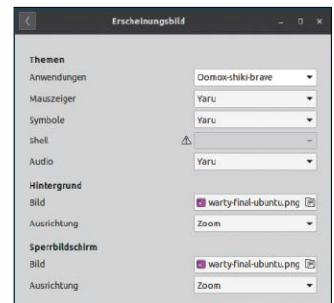 Erscheinungsbild
Themen
Anwendungen Oomox-shiki-brave
Mauszeiger Yaru
Symbole Yaru
Shell
Audio Yaru
Hintergrund
Bild warty-final-ubuntu.png
Ausrichtung Zoom
Sperrbildschirm
Bild warty-final-ubuntu.png
Ausrichtung Zoom